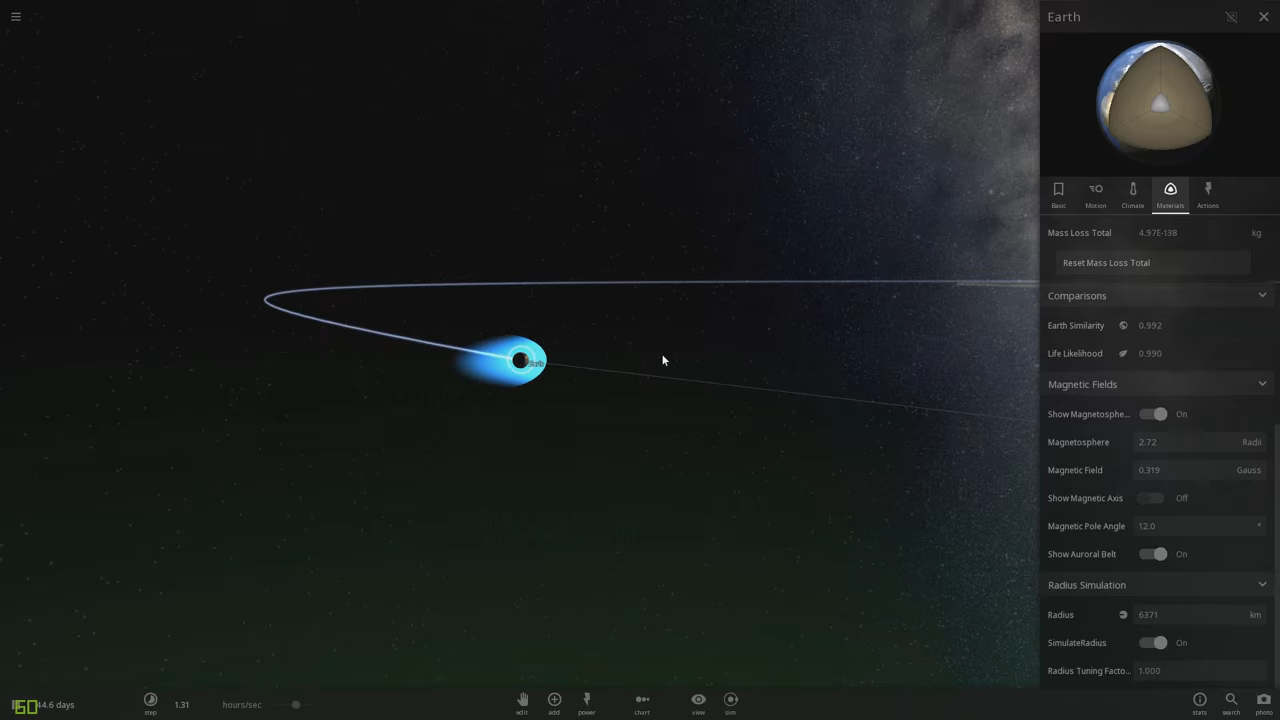 Earth
Basic Motion Climate Materials Actions
Mass Loss Total 4.97E-138 kg
Reset Mass Loss Total
Comparisons
Earth Similarity 0.992
Life Likelihood 0.990
Magnetic Fields
Show Magnetosphe... On
Magnetosphere 2.72 Radii
Magnetic Field 0.319 Gauss
Show Magnetic Axis Off
Magnetic Pole Angle 12.0 °
Show Auroral Belt On
Radius Simulation
Radius 6371 km
SimulateRadius On
Radius Tuning Facto... 1.000
Earth
60 44.6 days step 1.31 hours/sec edit add power chart view sim stats search photo